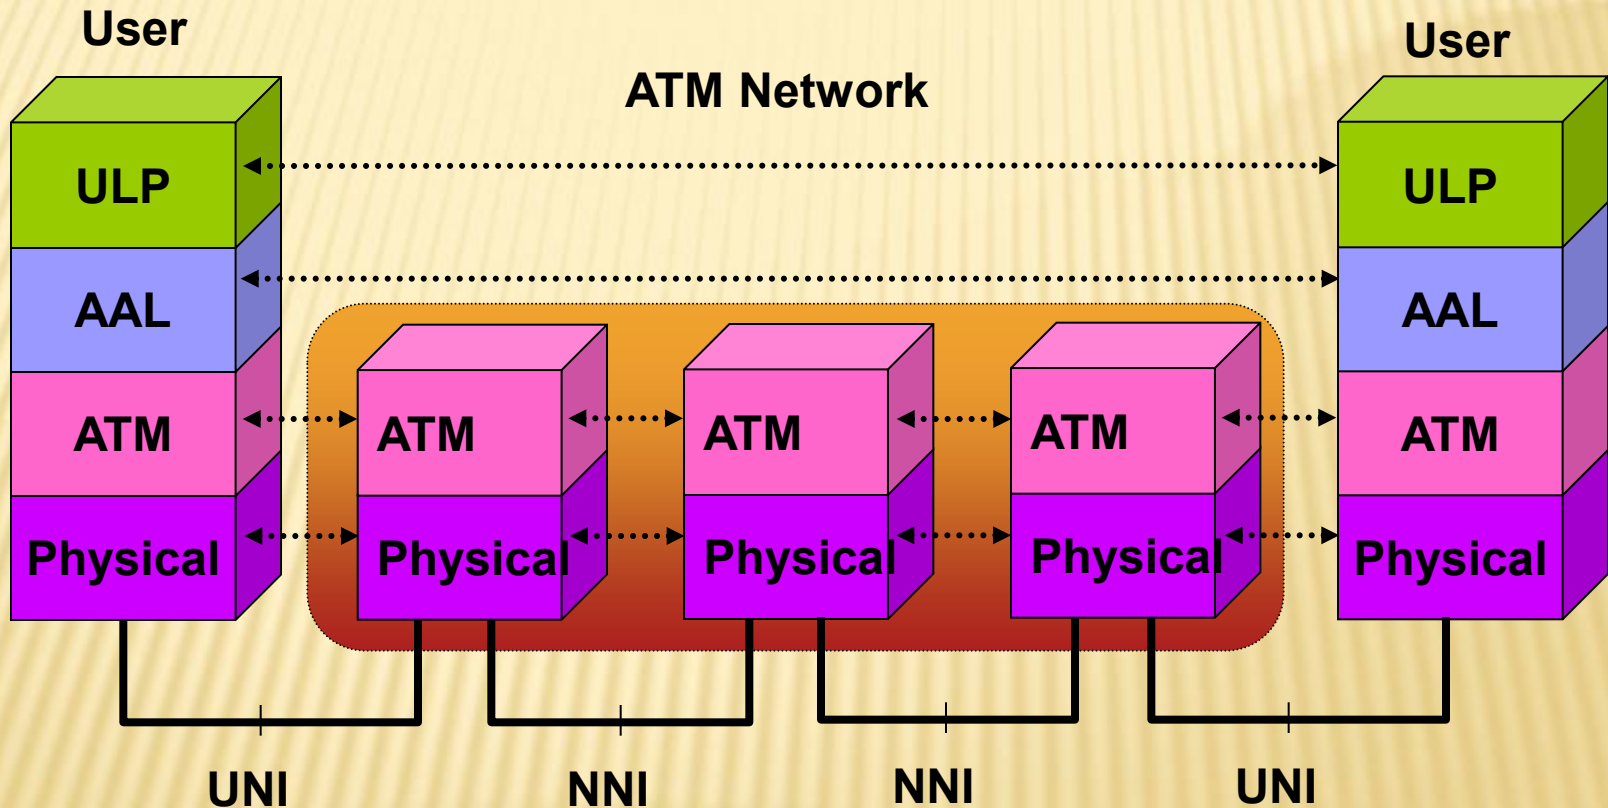 User
User
ATM Network
ULP
ULP
AAL
AAL
ATM
ATM
ATM
ATM
ATM
Physical
Physical
Physical
Physical
Physical
UNI
NNI
NNI
UNI